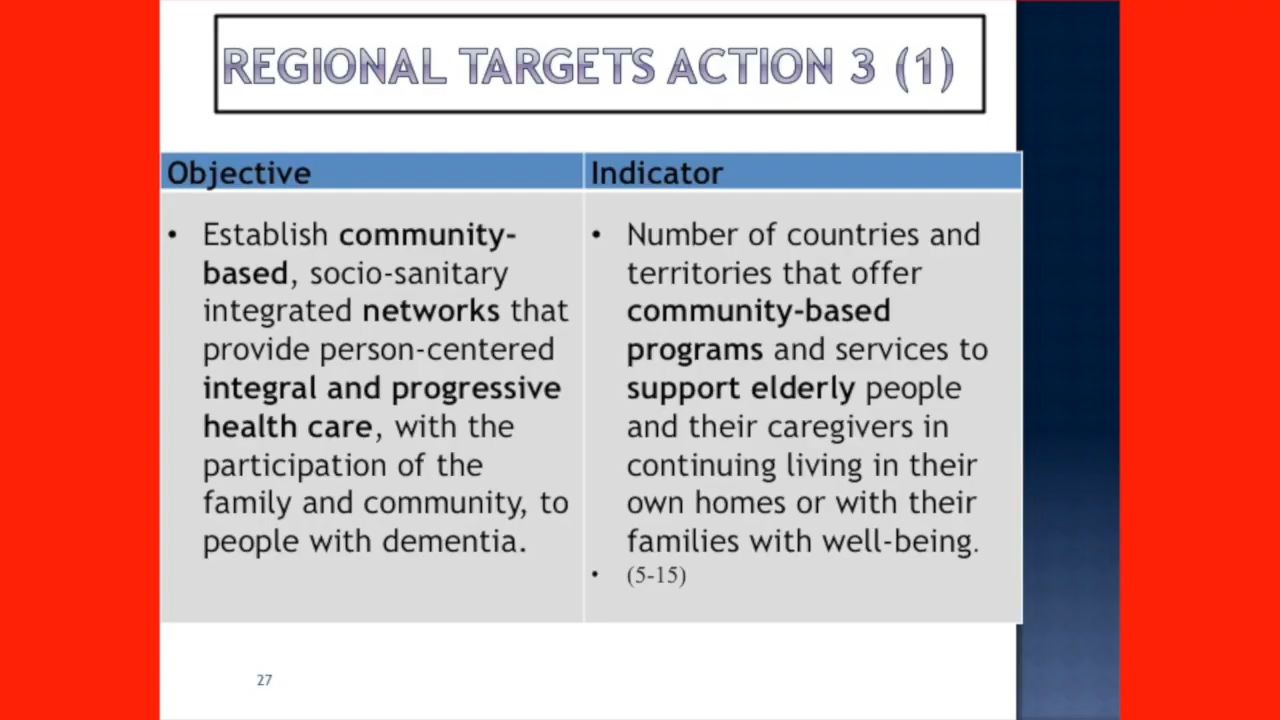 REGIONAL TARGETS ACTION 3 (1)
Objective
• Establish community-
based, socio-sanitary
integrated networks that
provide person-centered
integral and progressive
health care, with the
participation of the
family and community, to
people with dementia.
Indicator
• Number of countries and
territories that offer
community-based
programs and services to
support elderly people
and their caregivers in
continuing living in their
own homes or with their
families with well-being.
• (5-15)
27